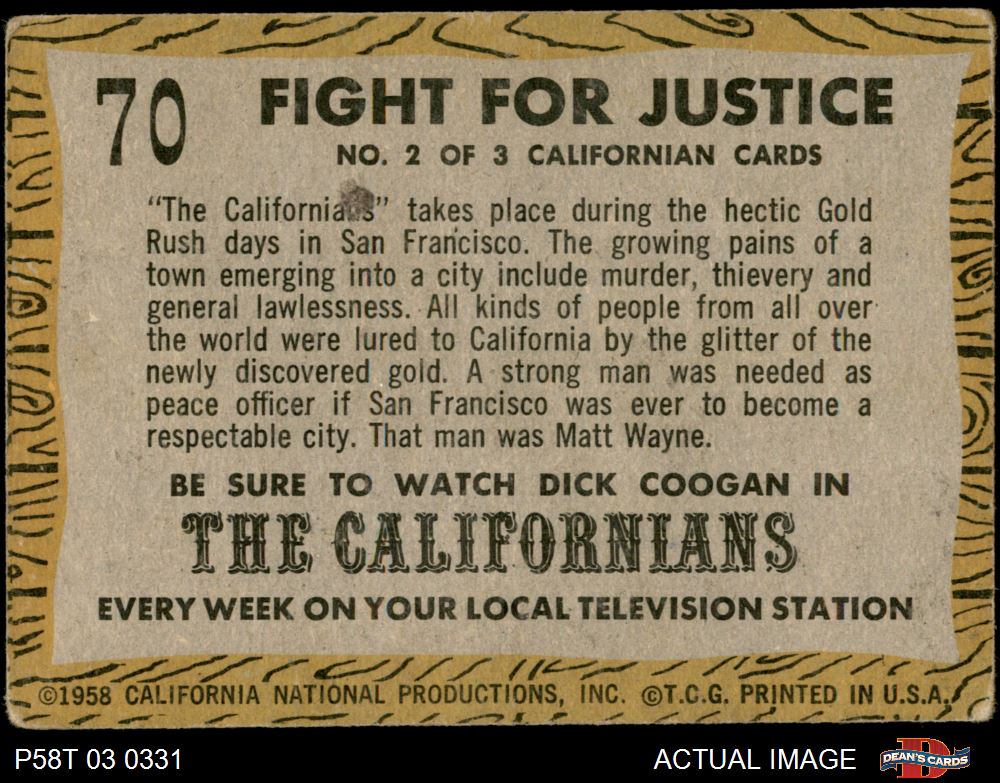 70
FIGHT FOR JUSTICE
NO. 2 OF 3 CALIFORNIAN CARDS
“The Californians” takes place during the hectic Gold
Rush days in San Francisco. The growing pains of a
town emerging into a city include murder, thievery and
general lawlessness. All kinds of people from all over
the world were lured to California by the glitter of the
newly discovered gold. A strong man was needed as
peace officer if San Francisco was ever to become a
respectable city. That man was Matt Wayne.
BE SURE TO WATCH DICK COOGAN IN
THE CALIFORNIANS
EVERY WEEK ON YOUR LOCAL TELEVISION STATION
©1958 CALIFORNIA NATIONAL PRODUCTIONS, INC. ©T.C.G. PRINTED IN U.S.A.
P58T 03 0331
ACTUAL IMAGE
D
DEAN'S CARDS